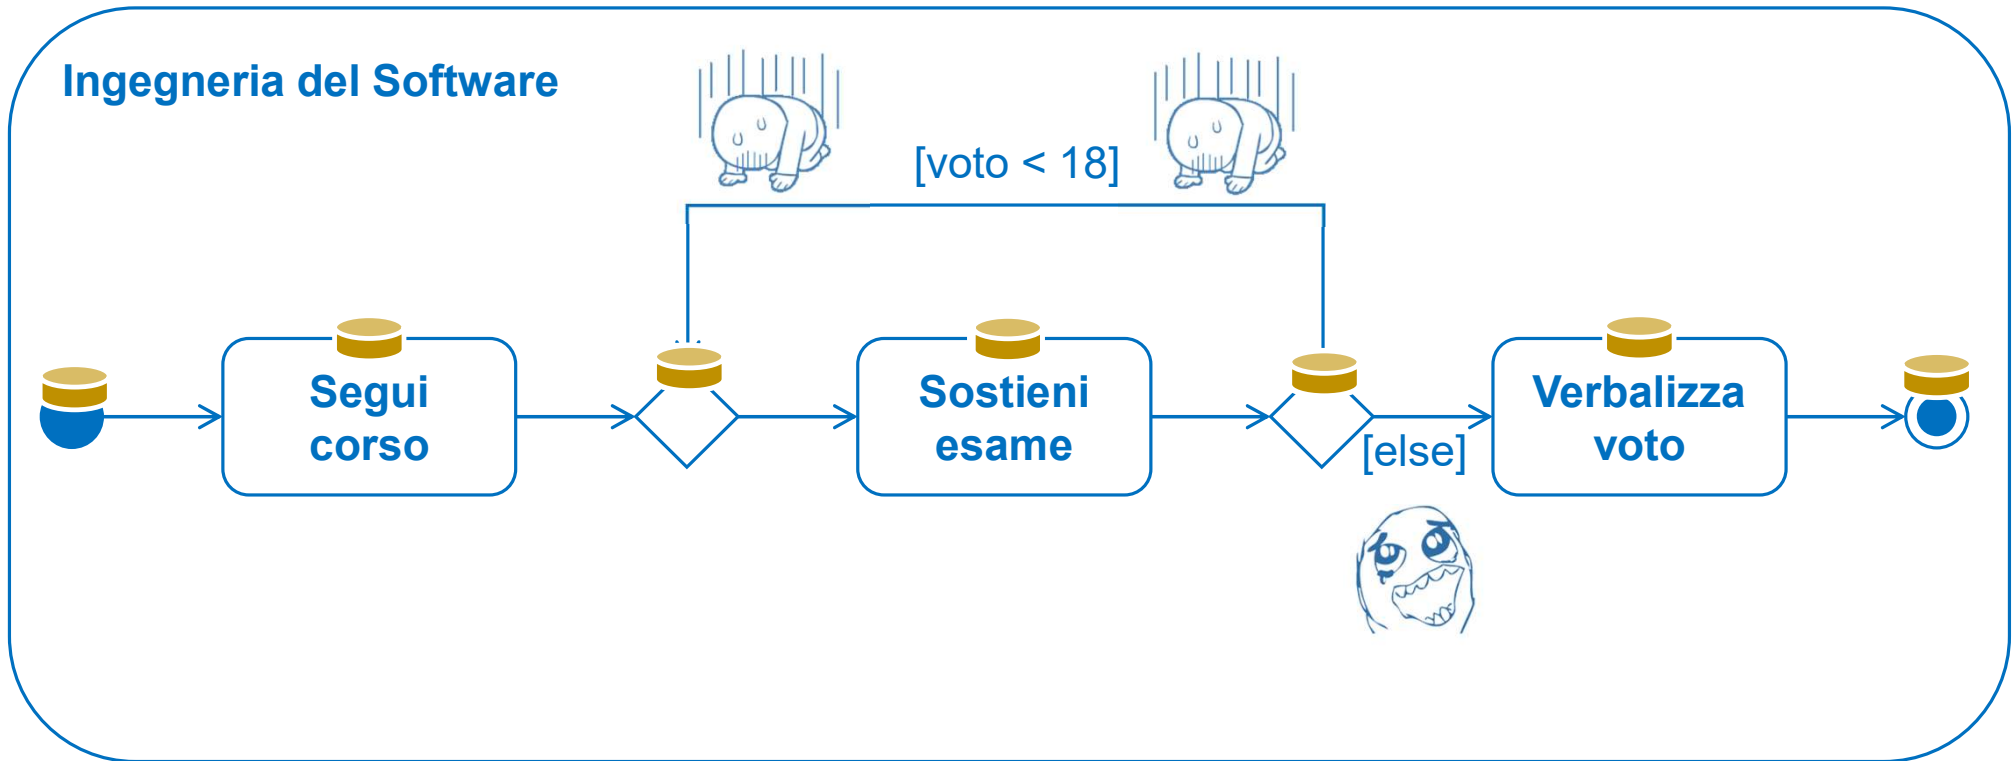 Ingegneria del Software
[voto < 18]
Segui
corso
Sostieni
esame
[else]
Verbalizza
voto